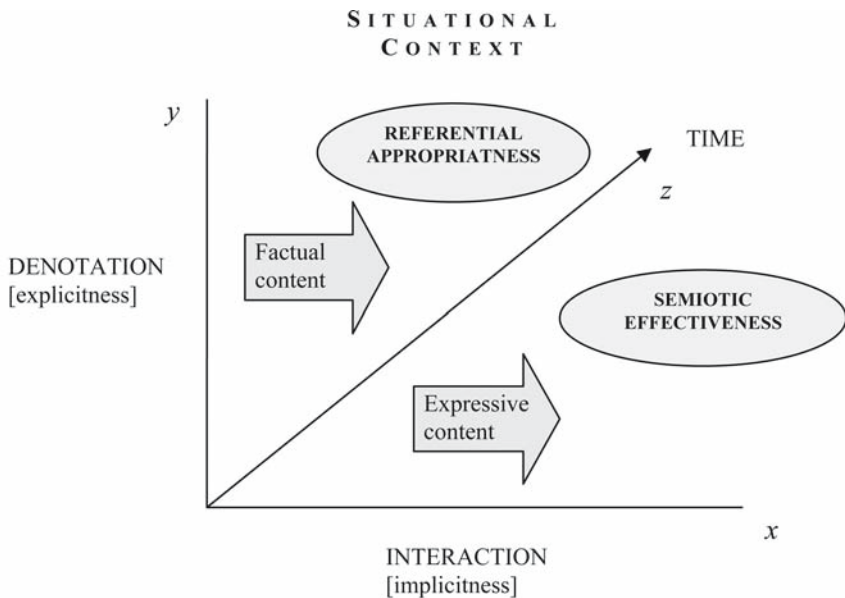 SITUATIONAL
CONTEXT
y
REFERENTIAL
APPROPRIATNESS
TIME
z
Factual
content
DENOTATION
[explicitness]
SEMIOTIC
EFFECTIVENESS
Expressive
content
x
INTERACTION
[implicitness]